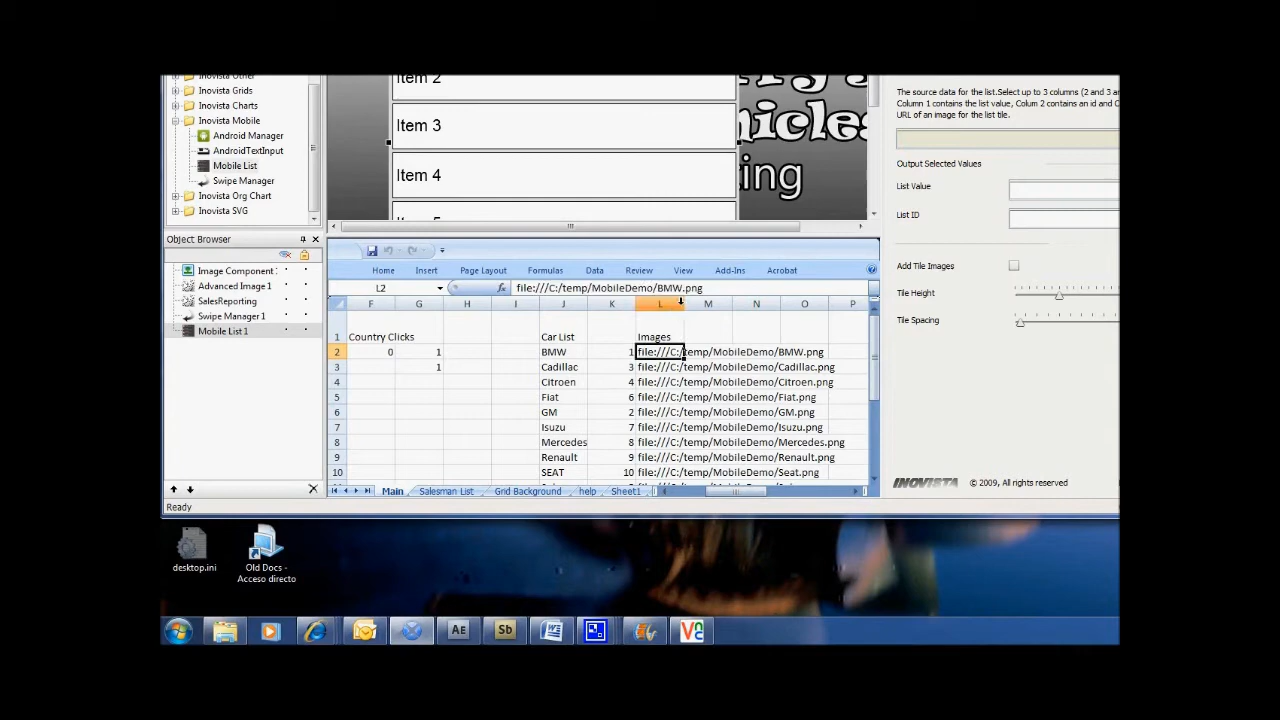 Inovista Other
Inovista Grids
Inovista Charts
Inovista Mobile
Android Manager
AndroidTextInput
Mobile List
Swipe Manager
Inovista Org Chart
Inovista SVG
Object Browser
Image Component
Advanced Image1
SalesReporting
Swipe Manager 1
Mobile List 1
Ready
Item 2
Item 3
Item 4
nicles
ing
The source data for the list.Select up to 3 columns (2 and 3 ar
Column 1 contains the list value, Colum 2 contains an id and C
URL of an image for the list tile.
Output Selected Values
List Value
List ID
Add Tile Images
Tile Height
Tile Spacing
INOVISTA © 2009, All rights reserved
Home Insert Page Layout Formulas Data Review View Add-Ins Acrobat
L2 fx file:///C:/temp/MobileDemo/BMW.png
F G H I J K L M N O P
1 Country Clicks Car List Images
2 0 1 BMW 1 file:///C:/temp/MobileDemo/BMW.png
3 1 Cadillac 3 file:///C:/temp/MobileDemo/Cadillac.png
4 Citroen 4 file:///C:/temp/MobileDemo/Citroen.png
5 Fiat 6 file:///C:/temp/MobileDemo/Fiat.png
6 GM 2 file:///C:/temp/MobileDemo/GM.png
7 Isuzu 7 file:///C:/temp/MobileDemo/Isuzu.png
8 Mercedes 8 file:///C:/temp/MobileDemo/Mercedes.png
9 Renault 9 file:///C:/temp/MobileDemo/Renault.png
10 SEAT 10 file:///C:/temp/MobileDemo/Seat.png
Main Salesman List Grid Background help Sheet1
desktop.ini
Old Docs -
Acceso directo
AE Sb